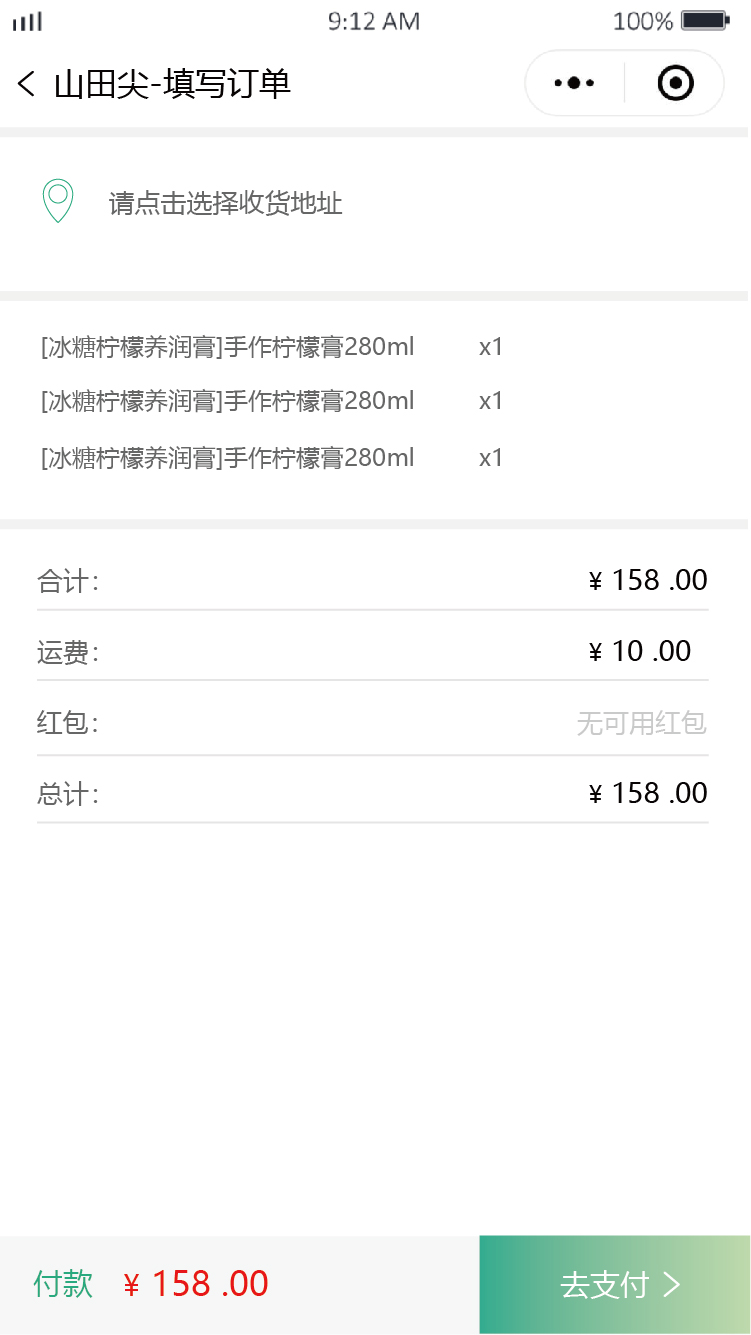 9:12 AM 100%
山田尖-填写订单
请点击选择收货地址
[冰糖柠檬养润膏]手作柠檬膏280ml x1
[冰糖柠檬养润膏]手作柠檬膏280ml x1
[冰糖柠檬养润膏]手作柠檬膏280ml x1
合计: ¥ 158 .00
运费: ¥ 10 .00
红包: 无可用红包
总计: ¥ 158 .00
付款 ¥ 158 .00 去支付